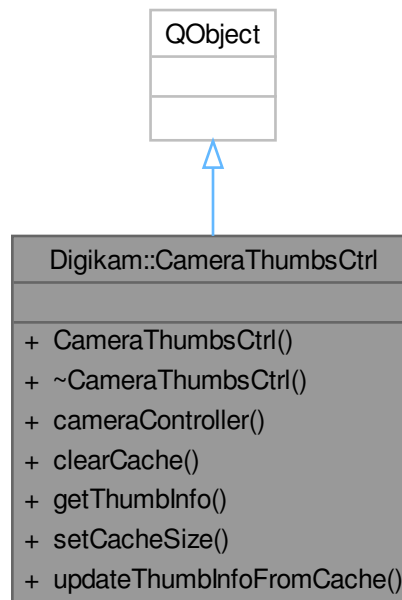 QObject
Digikam::CameraThumbsCtrl
+ CameraThumbsCtrl()
+ ~CameraThumbsCtrl()
+ cameraController()
+ clearCache()
+ getThumbInfo()
+ setCacheSize()
+ updateThumbInfoFromCache()